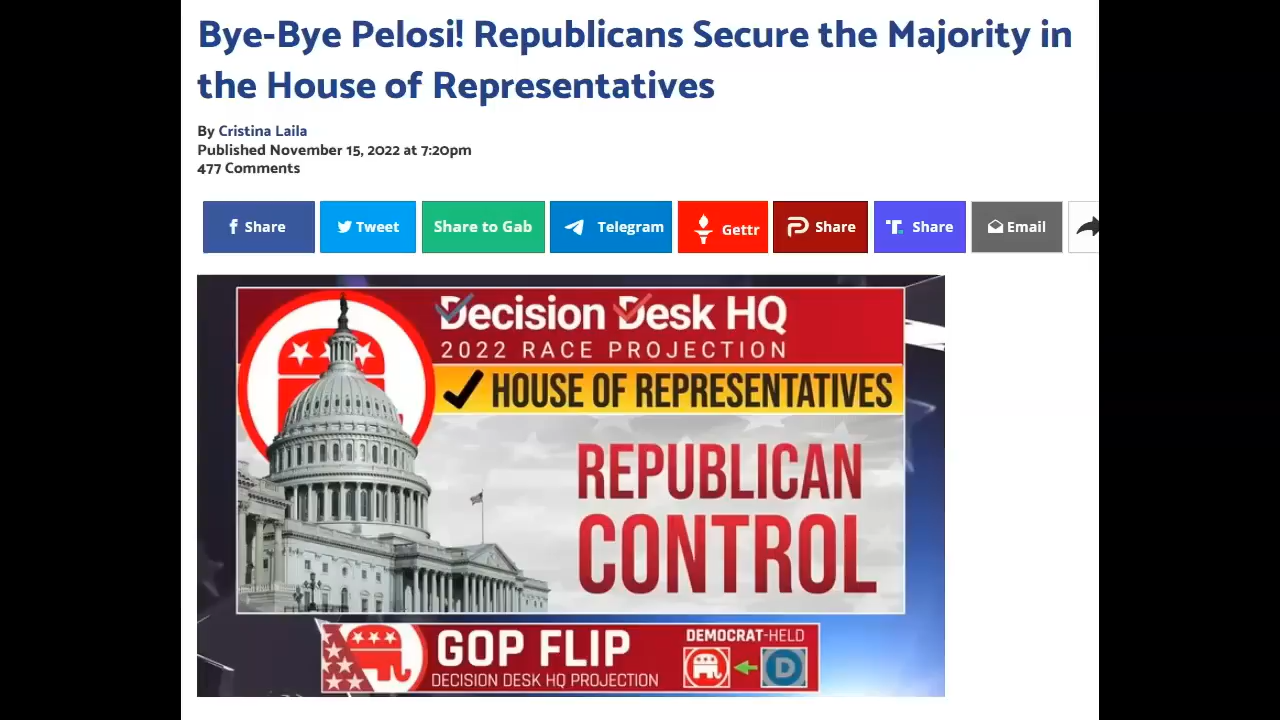 Bye-Bye Pelosi! Republicans Secure the Majority in
the House of Representatives
By Cristina Laila
Published November 15, 2022 at 7:20pm
477 Comments
Share
Tweet
Share to Gab
Telegram
Gettr
Share
Share
Email
Decision Desk HQ
2022 RACE PROJECTION
HOUSE OF REPRESENTATIVES
REPUBLICAN
CONTROL
GOP FLIP
DECISION DESK HQ PROJECTION
DEMOCRAT-HELD
D